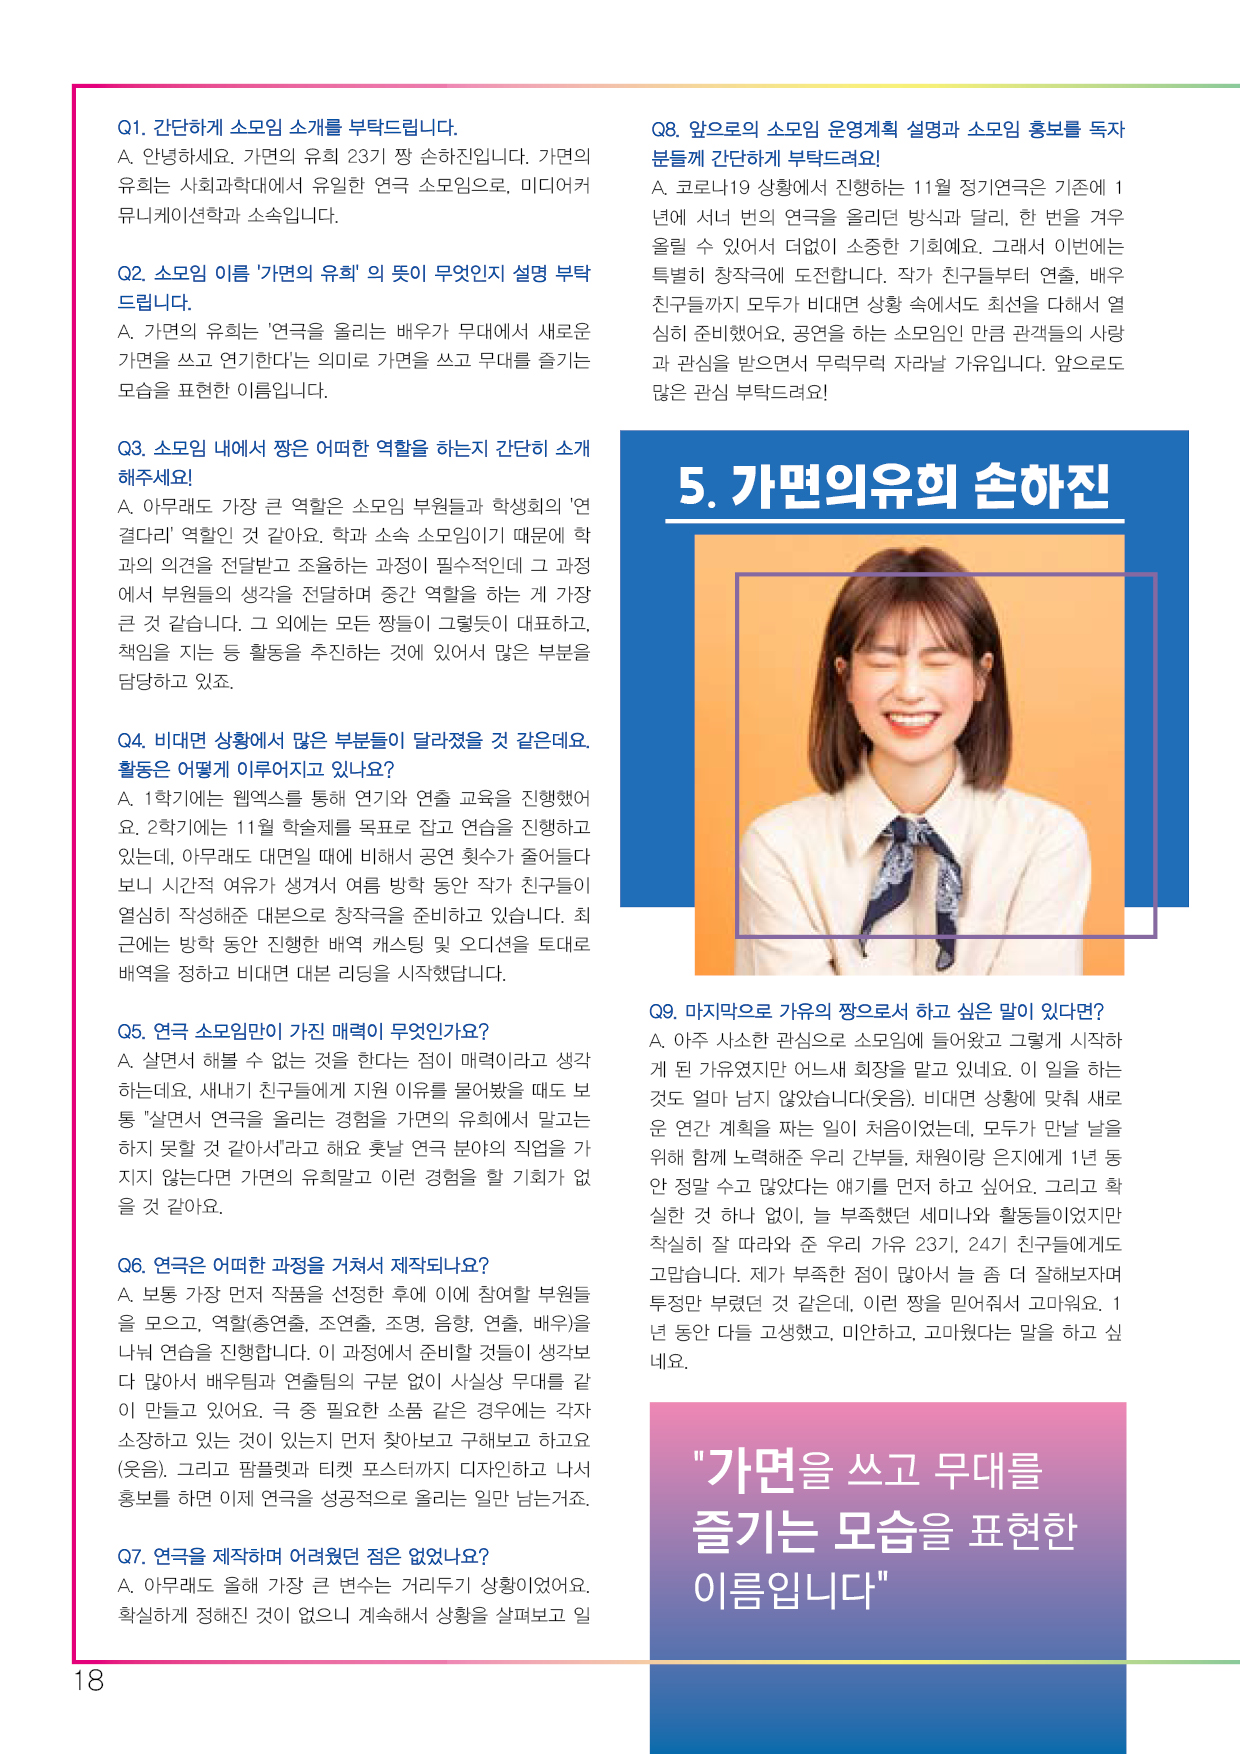 Q1. 간단하게 소모임 소개를 부탁드립니다.
A. 안녕하세요. 가면의 유희 23기 짱 손하진입니다. 가면의
유희는 사회과학대에서 유일한 연극 소모임으로, 미디어커
뮤니케이션학과 소속입니다.
Q2. 소모임 이름 '가면의 유희' 의 뜻이 무엇인지 설명 부탁
드립니다.
A. 가면의 유희는 '연극을 올리는 배우가 무대에서 새로운
가면을 쓰고 연기한다'는 의미로 가면을 쓰고 무대를 즐기는
모습을 표현한 이름입니다.
Q3. 소모임 내에서 짱은 어떠한 역할을 하는지 간단히 소개
해주세요!
A. 아무래도 가장 큰 역할은 소모임 부원들과 학생회의 '연
결다리' 역할인 것 같아요. 학과 소속 소모임이기 때문에 학
과의 의견을 전달받고 조율하는 과정이 필수적인데 그 과정
에서 부원들의 생각을 전달하며 중간 역할을 하는 게 가장
큰 것 같습니다. 그 외에는 모든 짱들이 그렇듯이 대표하고,
책임을 지는 등 활동을 추진하는 것에 있어서 많은 부분을
담당하고 있죠.
Q4. 비대면 상황에서 많은 부분들이 달라졌을 것 같은데요.
활동은 어떻게 이루어지고 있나요?
A. 1학기에는 웹엑스를 통해 연기와 연출 교육을 진행했어
요. 2학기에는 11월 학술제를 목표로 잡고 연습을 진행하고
있는데, 아무래도 대면일 때에 비해서 공연 횟수가 줄어들다
보니 시간적 여유가 생겨서 여름 방학 동안 작가 친구들이
열심히 작성해준 대본으로 창작극을 준비하고 있습니다. 최
근에는 방학 동안 진행한 배역 캐스팅 및 오디션을 토대로
배역을 정하고 비대면 대본 리딩을 시작했답니다.
Q5. 연극 소모임만이 가진 매력이 무엇인가요?
A. 살면서 해볼 수 없는 것을 한다는 점이 매력이라고 생각
하는데요, 새내기 친구들에게 지원 이유를 물어봤을 때도 보
통 "살면서 연극을 올리는 경험을 가면의 유희에서 말고는
하지 못할 것 같아서"라고 해요 훗날 연극 분야의 직업을 가
지지 않는다면 가면의 유희말고 이런 경험을 할 기회가 없
을 것 같아요.
Q6. 연극은 어떠한 과정을 거쳐서 제작되나요?
A. 보통 가장 먼저 작품을 선정한 후에 이에 참여할 부원들
을 모으고, 역할(총연출, 조연출, 조명, 음향, 연출, 배우)을
나눠 연습을 진행합니다. 이 과정에서 준비할 것들이 생각보
다 많아서 배우팀과 연출팀의 구분 없이 사실상 무대를 같
이 만들고 있어요. 극 중 필요한 소품 같은 경우에는 각자
소장하고 있는 것이 있는지 먼저 찾아보고 구해보고 하고요
(웃음). 그리고 팜플렛과 티켓 포스터까지 디자인하고 나서
홍보를 하면 이제 연극을 성공적으로 올리는 일만 남는거죠.
Q7. 연극을 제작하며 어려웠던 점은 없었나요?
A. 아무래도 올해 가장 큰 변수는 거리두기 상황이었어요.
확실하게 정해진 것이 없으니 계속해서 상황을 살펴보고 일
18
Q8. 앞으로의 소모임 운영계획 설명과 소모임 홍보를 독자
분들께 간단하게 부탁드려요!
A. 코로나19 상황에서 진행하는 11월 정기연극은 기존에 1
년에 서너 번의 연극을 올리던 방식과 달리, 한 번을 겨우
올릴 수 있어서 더없이 소중한 기회예요. 그래서 이번에는
특별히 창작극에 도전합니다. 작가 친구들부터 연출, 배우
친구들까지 모두가 비대면 상황 속에서도 최선을 다해서 열
심히 준비했어요, 공연을 하는 소모임인 만큼 관객들의 사랑
과 관심을 받으면서 무럭무럭 자라날 가유입니다. 앞으로도
많은 관심 부탁드려요!
5. 가면의유희 손하진
Q9. 마지막으로 가유의 짱으로서 하고 싶은 말이 있다면?
A. 아주 사소한 관심으로 소모임에 들어왔고 그렇게 시작하
게 된 가유였지만 어느새 회장을 맡고 있네요. 이 일을 하는
것도 얼마 남지 않았습니다(웃음). 비대면 상황에 맞춰 새로
운 연간 계획을 짜는 일이 처음이었는데, 모두가 만날 날을
위해 함께 노력해준 우리 간부들, 채원이랑 은지에게 1년 동
안 정말 수고 많았다는 얘기를 먼저 하고 싶어요. 그리고 확
실한 것 하나 없이, 늘 부족했던 세미나와 활동들이었지만
착실히 잘 따라와 준 우리 가유 23기, 24기 친구들에게도
고맙습니다. 제가 부족한 점이 많아서 늘 좀 더 잘해보자며
투정만 부렸던 것 같은데, 이런 짱을 믿어줘서 고마워요. 1
년 동안 다들 고생했고, 미안하고, 고마웠다는 말을 하고 싶
네요.
"가면을 쓰고 무대를
즐기는 모습을 표현한
이름입니다"